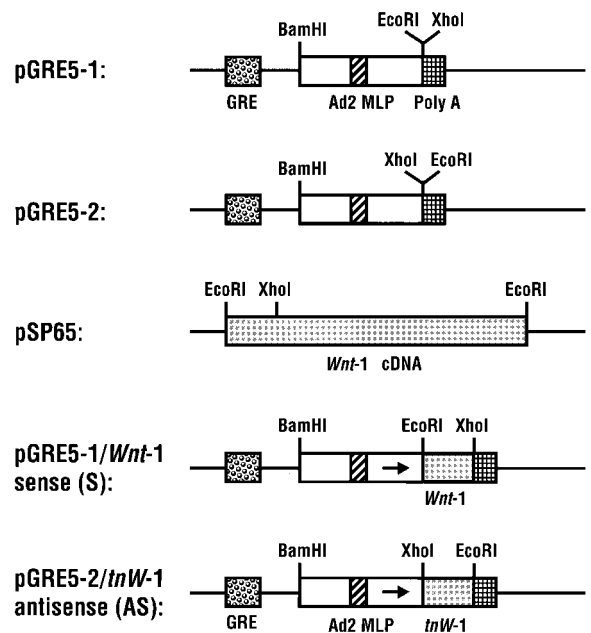 EcoRI XhoI
BamHI
pGRE5-1:
GRE Ad2 MLP Poly A
XhoI EcoRI
BamHI
pGRE5-2:
EcoRI XhoI EcoRI
pSP65:
Wnt-1 cDNA
BamHI EcoRI XhoI
pGRE5-1/Wnt-1
sense (S):
Wnt-1
BamHI XhoI EcoRI
pGRE5-2/tnW-1
antisense (AS):
GRE Ad2 MLP tnW-1